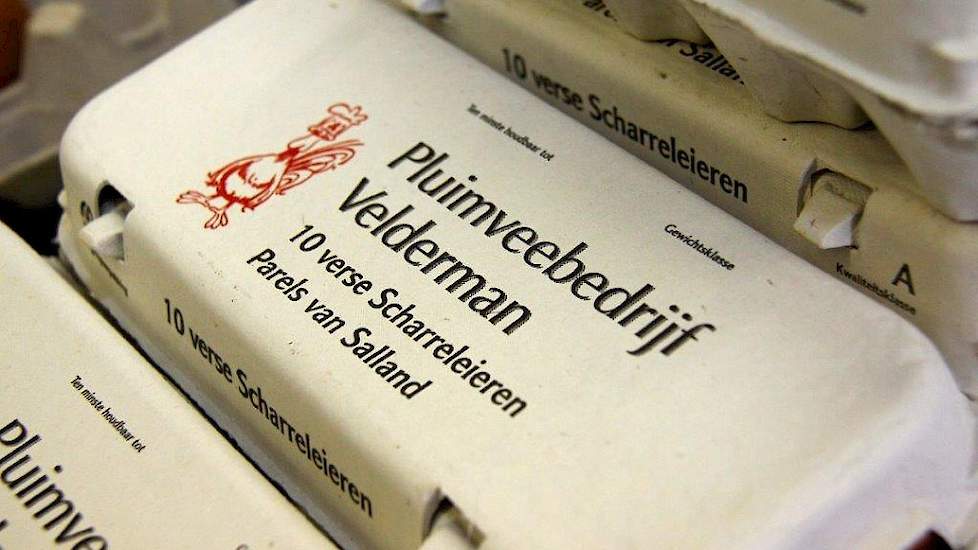 10 verse Scharreleieren
Kwaliteitsklasse
A
Ten minste houdbaar tot
Gewichtsklasse
Pluimveebedrijf
Velderman
10 verse Scharreleieren
Parels van Salland
10 verse Scharreleieren
Ten minste houdbaar tot
Pluimve
Salland